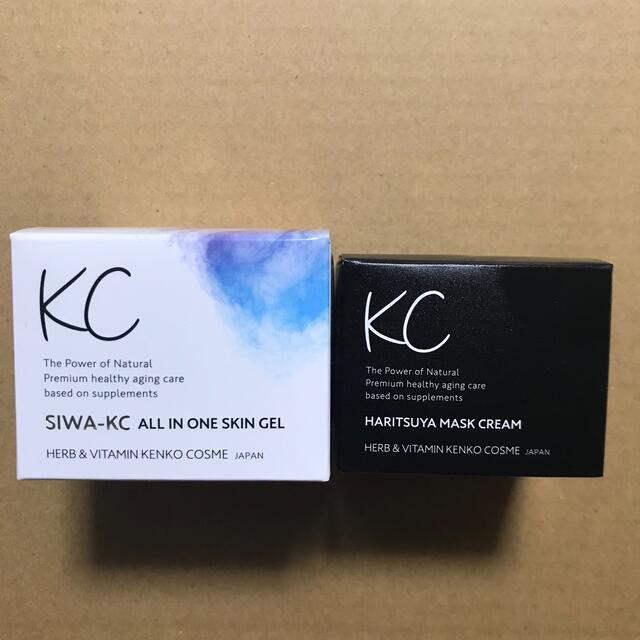 KC
The Power of Natural
Premium healthy aging care
based on supplements
SIWA-KC ALL IN ONE SKIN GEL
HERB & VITAMIN KENKO COSME JAPAN
KC
The Power of Natural
Premium healthy aging care
based on supplements
HARITSUYA MASK CREAM
HERB & VITAMIN KENKO COSME JAPAN